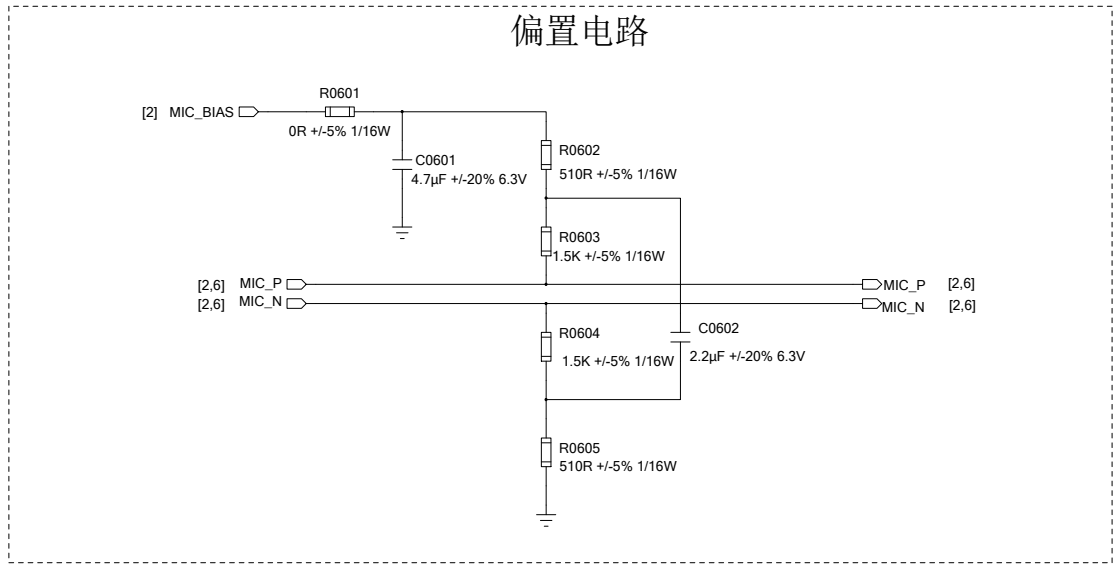 偏置电路
R0601
[2] MIC_BIAS
0R +/-5% 1/16W
R0602
C0601
510R +/-5% 1/16W
4.7µF +/-20% 6.3V
R0603
1.5K +/-5% 1/16W
[2,6] MIC_P
MIC_P [2,6]
[2,6] MIC_N
MIC_N [2,6]
R0604
C0602
1.5K +/-5% 1/16W
2.2µF +/-20% 6.3V
R0605
510R +/-5% 1/16W